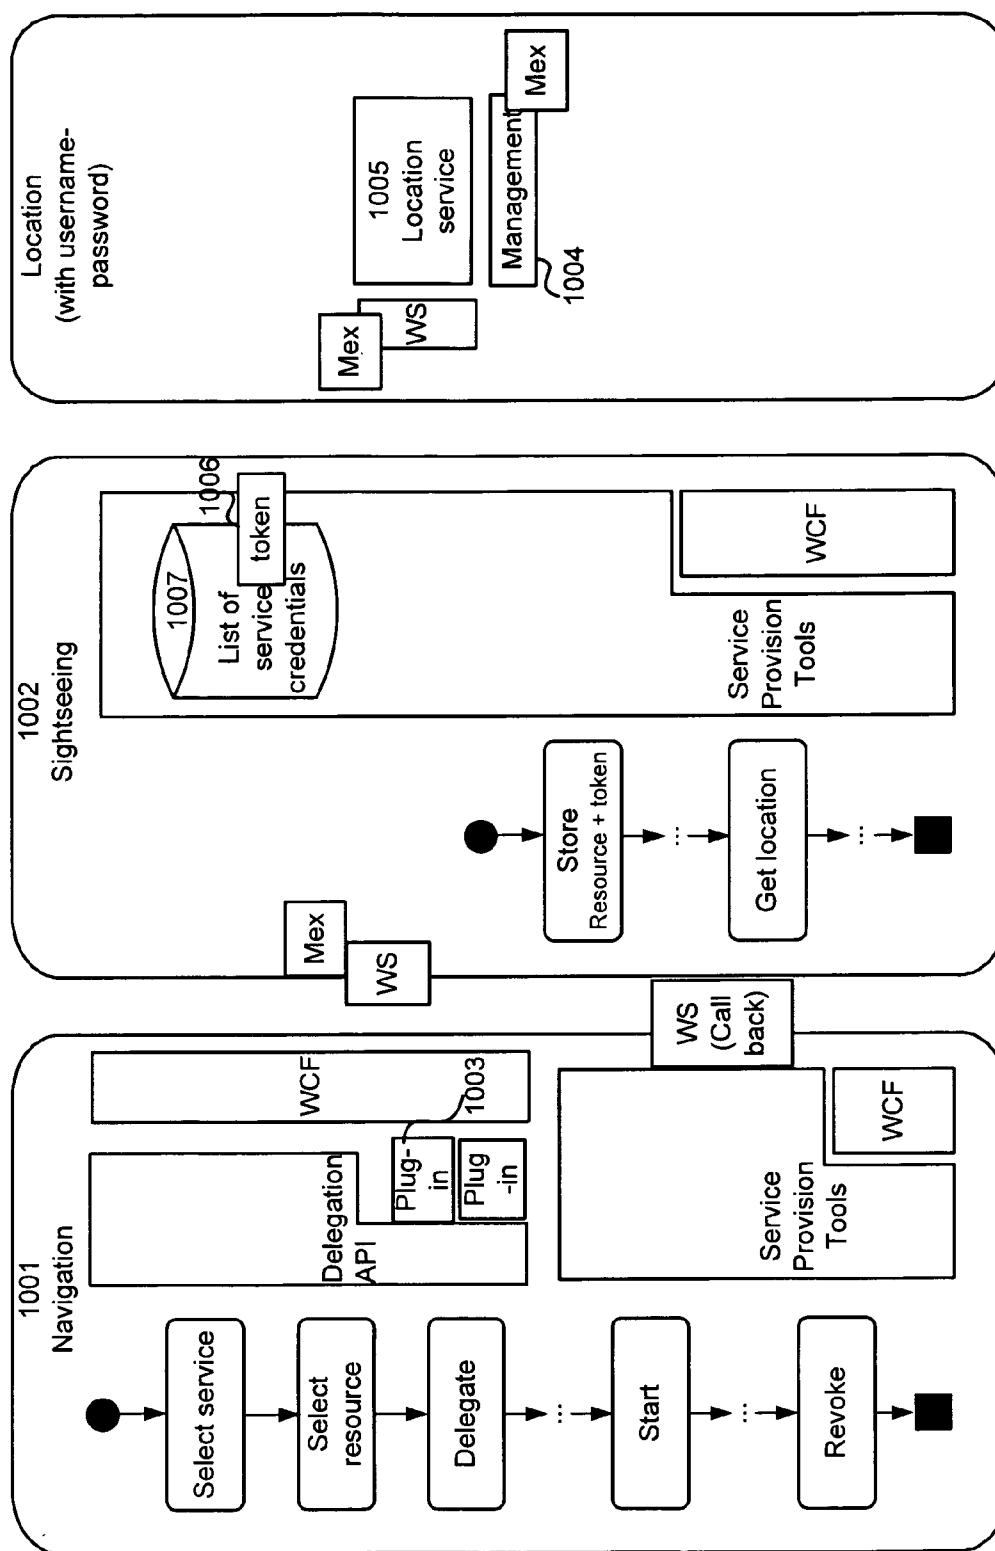 1001
Navigation
Select service
Select
resource
Delegate
...
Start
...
Revoke
Delegation
API
Plug-
in
Plug
-in
WCF
1003
Service
Provision
Tools
WCF
WS
(Call
back)
1002
Sightseeing
Mex
WS
Store
Resource + token
...
Get location
...
1007
List of
service
credentials
1006
token
Service
Provision
Tools
WCF
Location
(with username-
password)
Mex
WS
1005
Location
service
Management
Mex
1004